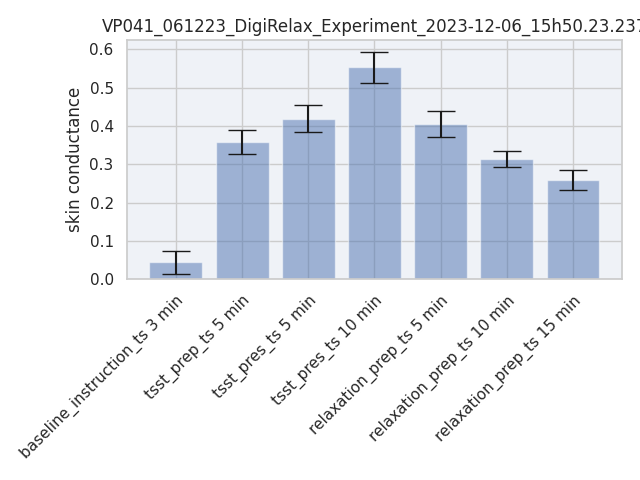 VP041_061223_DigiRelax_Experiment_2023-12-06_15h50.23.237
0.6
0.5
0.4
0.3
0.2
0.1
0.0
skin conductance
baseline_instruction_ts 3 min
tsst_prep_ts 5 min
tsst_pres_ts 5 min
tsst_pres_ts 10 min
relaxation_prep_ts 5 min
relaxation_prep_ts 10 min
relaxation_prep_ts 15 min